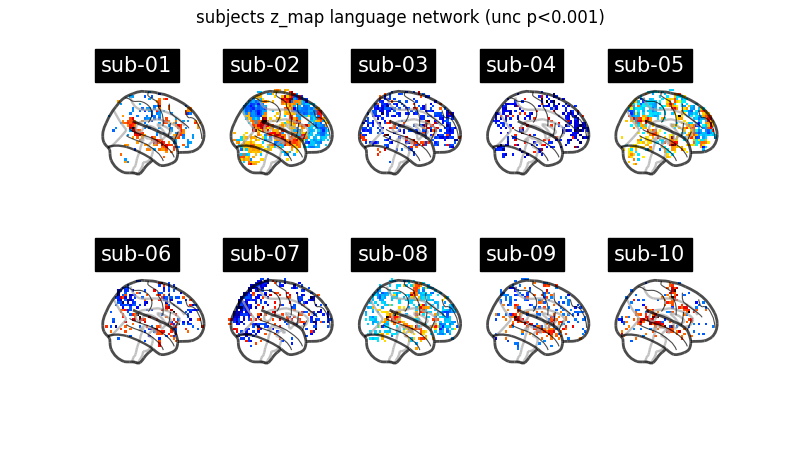 subjects z_map language network (unc p<0.001)
sub-01 sub-02 sub-03 sub-04 sub-05
sub-06 sub-07 sub-08 sub-09 sub-10